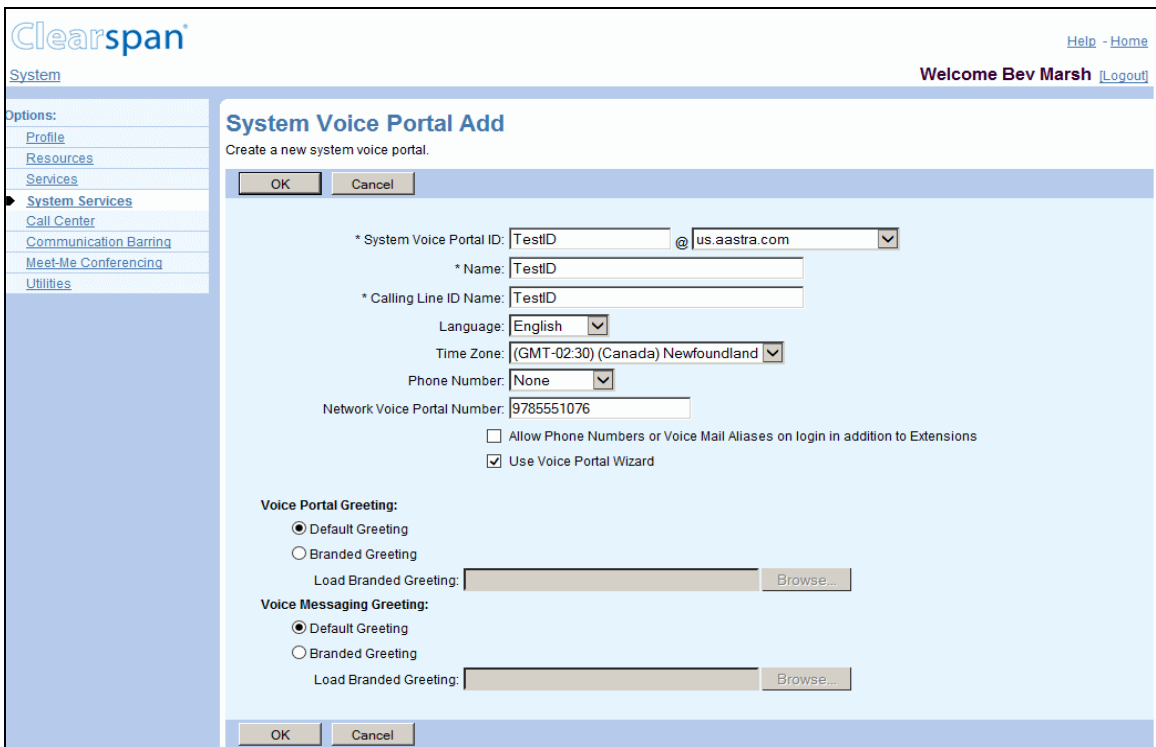 Clearspan®
Help - Home
System
Welcome Bev Marsh [Logout]
Options:
Profile
Resources
Services
System Services
Call Center
Communication Barring
Meet-Me Conferencing
Utilities
System Voice Portal Add
Create a new system voice portal.
OK Cancel
* System Voice Portal ID: TestID @ us.aastra.com
* Name: TestID
* Calling Line ID Name: TestID
Language: English
Time Zone: (GMT-02:30) (Canada) Newfoundland
Phone Number: None
Network Voice Portal Number: 9785551076
Allow Phone Numbers or Voice Mail Aliases on login in addition to Extensions
Use Voice Portal Wizard
Voice Portal Greeting:
Default Greeting
Branded Greeting
Load Branded Greeting: Browse...
Voice Messaging Greeting:
Default Greeting
Branded Greeting
Load Branded Greeting: Browse...
OK Cancel